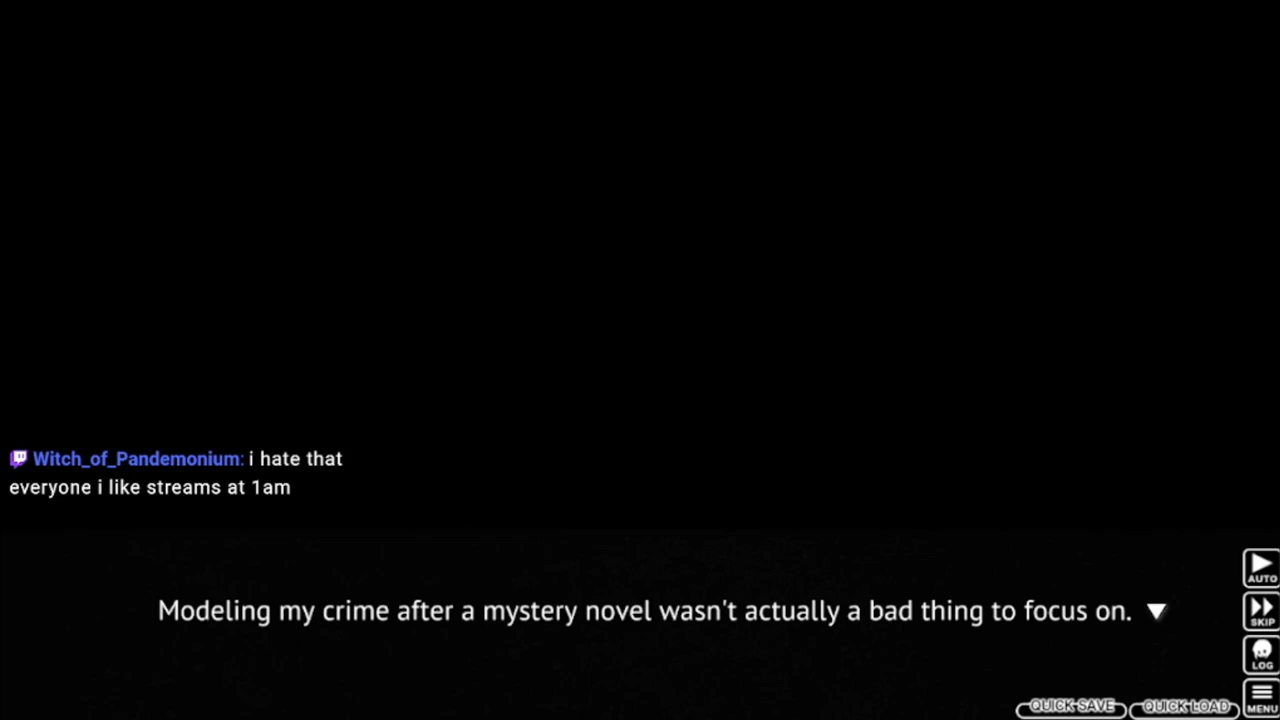 Witch_of_Pandemonium: i hate that
everyone i like streams at 1am
Modeling my crime after a mystery novel wasn't actually a bad thing to focus on.
AUTO
SKIP
LOG
MENU
QUICK SAVE
QUICK LOAD